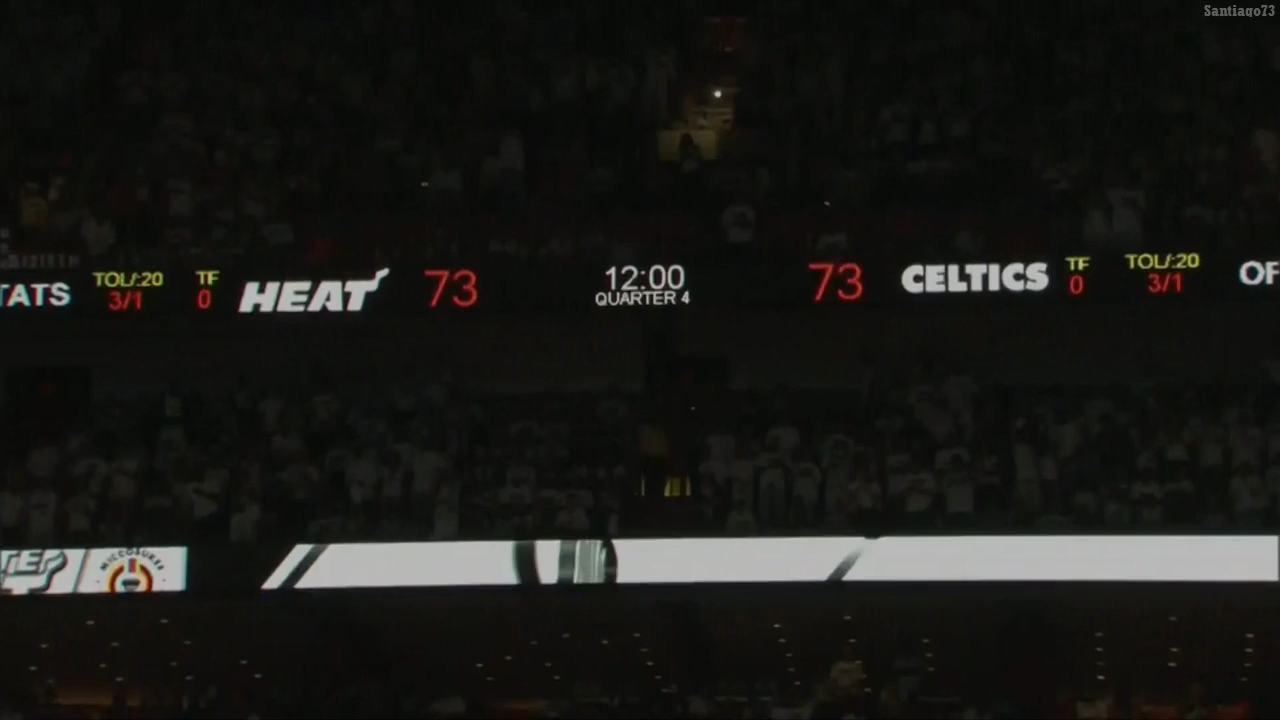 Santiago73
TATS TOL/:20 3/1 TF 0 HEAT 73 12:00 QUARTER 4 73 CELTICS TF 0 TOL/:20 3/1 OF
MICCOSUKEE